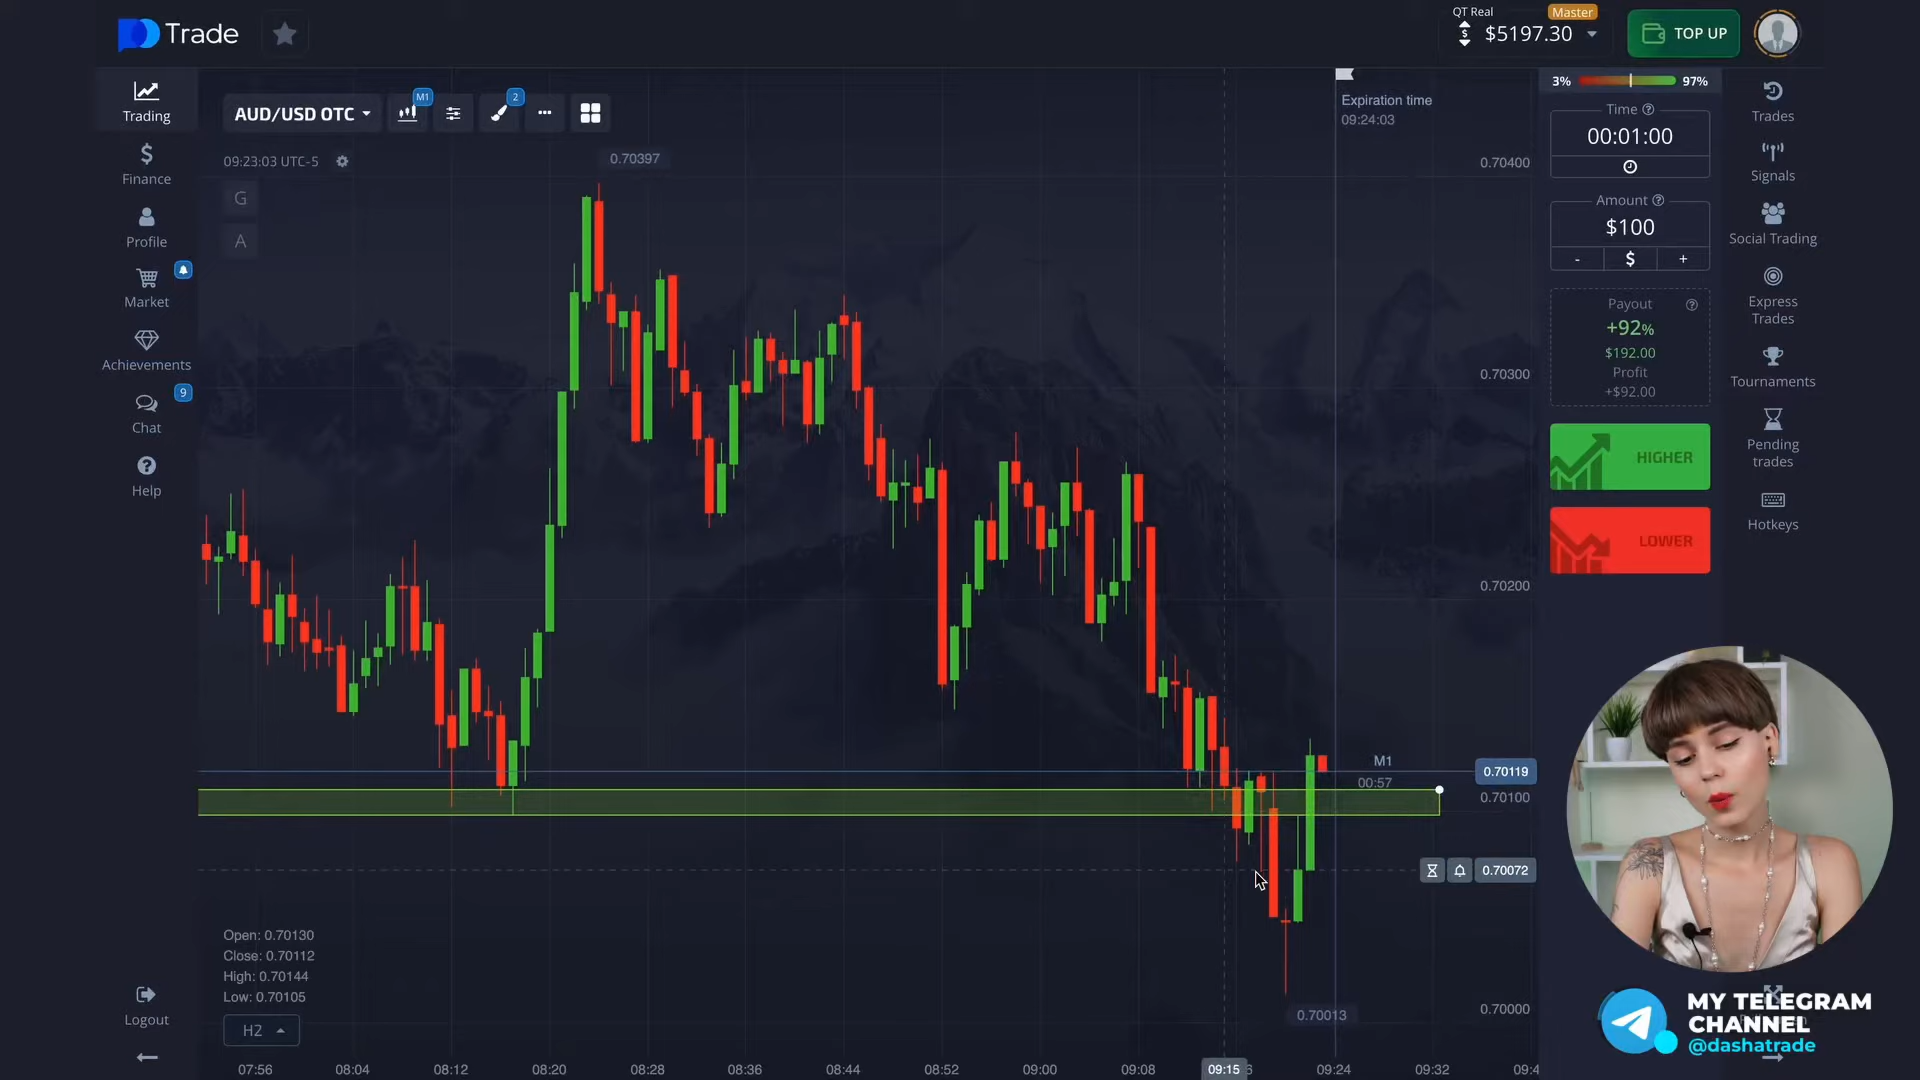 Trade
QT Real
Master
$5197.30
TOP UP
Trading
Finance
Profile
Market
Achievements
9
Chat
Help
Logout
AUD/USD OTC
M1
2
09:23:03 UTC-5
G
A
0.70397
Expiration time
09:24:03
0.70400
0.70300
0.70200
M1
00:57
0.70119
0.70100
0.70072
0.70013
0.70000
Open: 0.70130
Close: 0.70112
High: 0.70144
Low: 0.70105
H2
07:56
08:04
08:12
08:20
08:28
08:36
08:44
08:52
09:00
09:08
09:15
09:24
09:32
3%
97%
Time
00:01:00
Amount
$100
-
$
+
Payout
+92%
$192.00
Profit
+$92.00
HIGHER
LOWER
Trades
Signals
Social Trading
Express
Trades
Tournaments
Pending
trades
Hotkeys
MY TELEGRAM
CHANNEL
@dashatrade